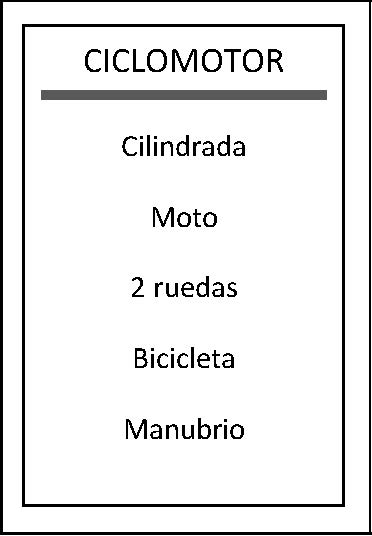 CICLOMOTOR
Cilindrada
Moto
2 ruedas
Bicicleta
Manubrio